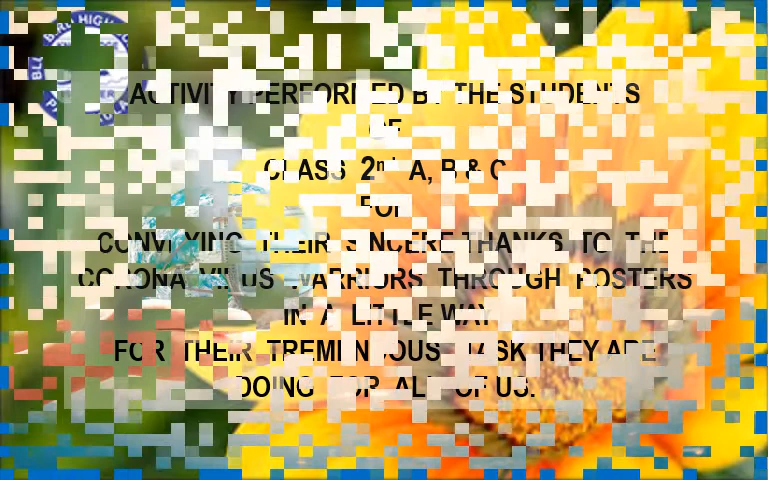 ACTIVITY PERFORMED BY THE STUDENTS
OF
CLASS 2nd A, B & C
FOR
CONVEYING THEIR SINCERE THANKS TO THE
CORONA VIRUS WARRIORS THROUGH POSTERS
IN A LITTLE WAY
FOR THEIR TREMENDOUS TASK THEY ARE
DOING FOR ALL OF US.